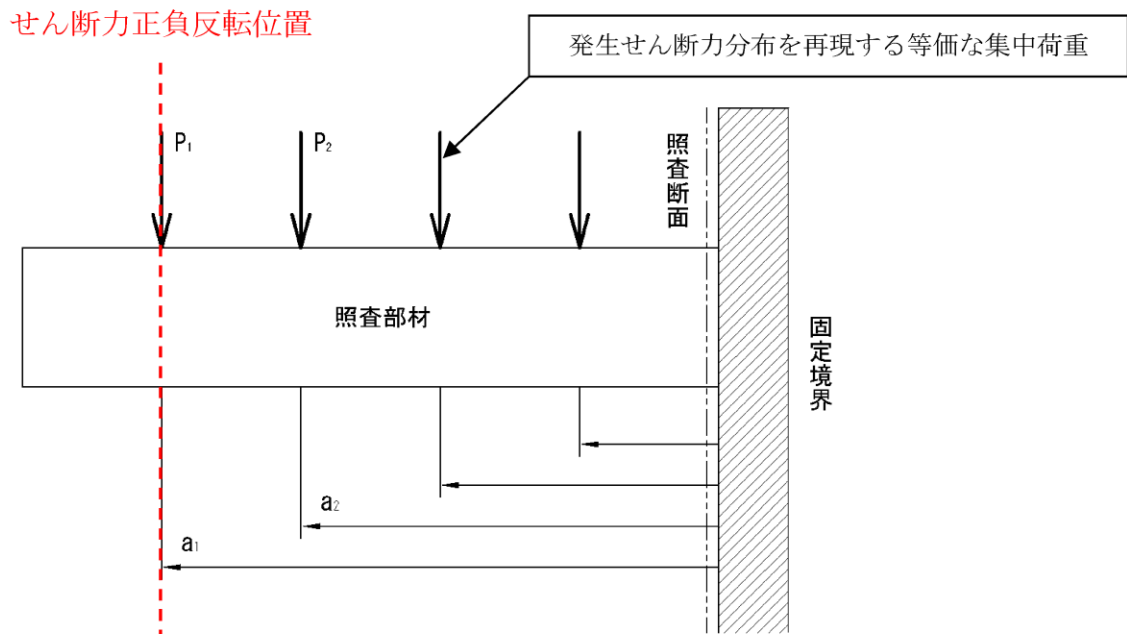 せん断力正負反転位置
発生せん断力分布を再現する等価な集中荷重
P₁
P₂
照査断面
照査部材
固定境界
a₂
a₁